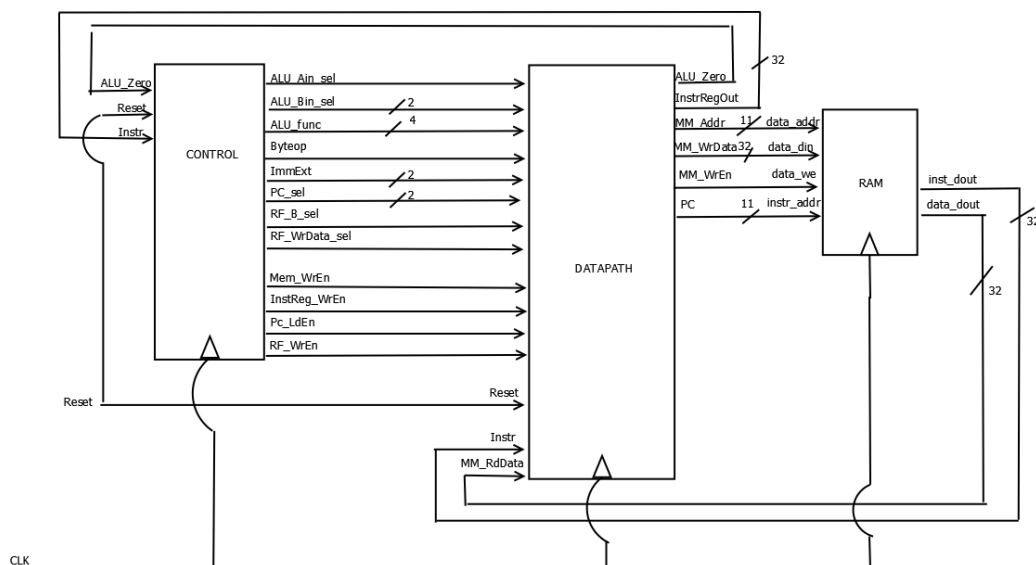 32
ALU_Zero
Reset
Instr
CONTROL
ALU_Ain_sel
ALU_Bin_sel
2
ALU_func
4
Byteop
ImmExt
2
PC_sel
2
RF_B_sel
RF_WrData_sel
Mem_WrEn
InstReg_WrEn
Pc_LdEn
RF_WrEn
Reset
Reset
Instr
MM_RdData
DATAPATH
ALU_Zero
InstrRegOut
MM_Addr 11 data_addr
MM_WrData 32 data_din
MM_WrEn data_we
PC 11 instr_addr
RAM
inst_dout
32
data_dout
32
CLK